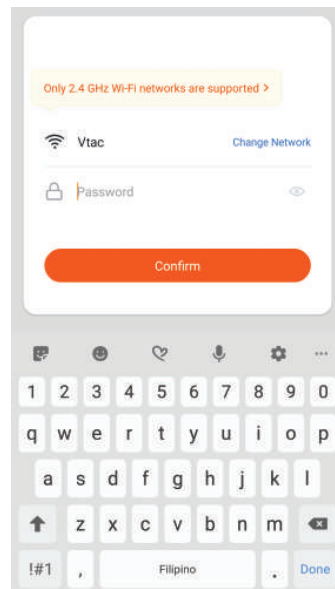 Only 2.4 GHz Wi-Fi networks are supported >
Vtac Change Network
Password
Confirm
1 2 3 4 5 6 7 8 9 0
q w e r t y u i o p
a s d f g h j k l
z x c v b n m
!#1 , Filipino . Done